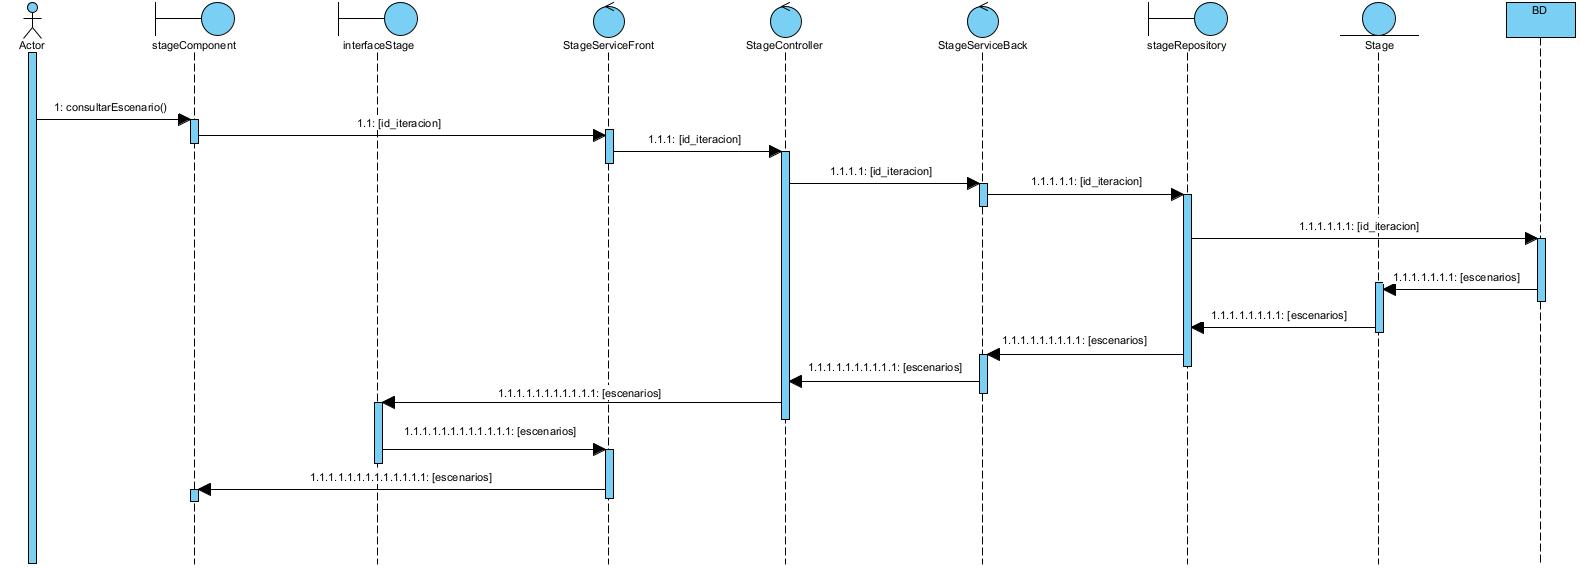 Actor
stageComponent
interfaceStage
StageServiceFront
StageController
StageServiceBack
stageRepository
Stage
BD
1: consultarEscenario()
1.1: [id_iteracion]
1.1.1: [id_iteracion]
1.1.1.1: [id_iteracion]
1.1.1.1.1: [id_iteracion]
1.1.1.1.1.1: [id_iteracion]
1.1.1.1.1.1.1: [escenarios]
1.1.1.1.1.1.1.1: [escenarios]
1.1.1.1.1.1.1.1.1: [escenarios]
1.1.1.1.1.1.1.1.1.1: [escenarios]
1.1.1.1.1.1.1.1.1.1.1: [escenarios]
1.1.1.1.1.1.1.1.1.1.1.1: [escenarios]
1.1.1.1.1.1.1.1.1.1.1.1.1: [escenarios]